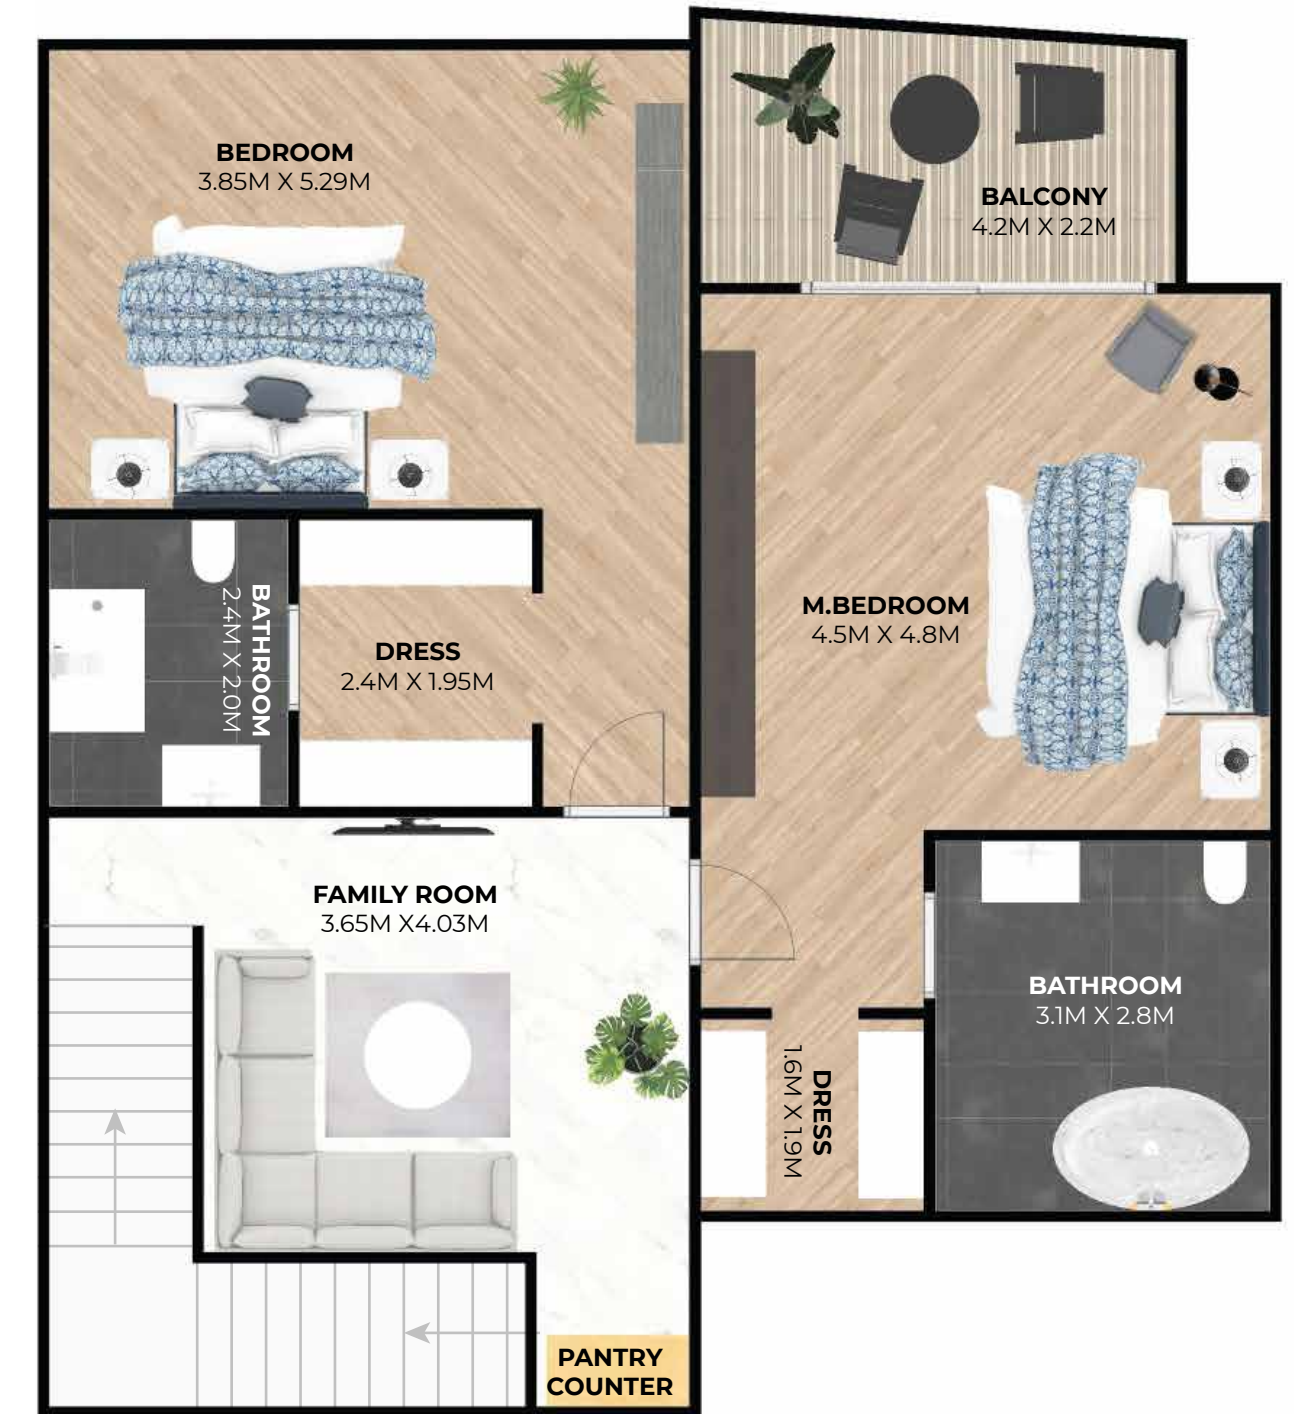 BEDROOM
3.85M X 5.29M
BALCONY
4.2M X 2.2M
BATHROOM
2.4M X 2.0M
DRESS
2.4M X 1.95M
M.BEDROOM
4.5M X 4.8M
FAMILY ROOM
3.65M X4.03M
BATHROOM
3.1M X 2.8M
DRESS
1.6M X 1.9M
PANTRY
COUNTER